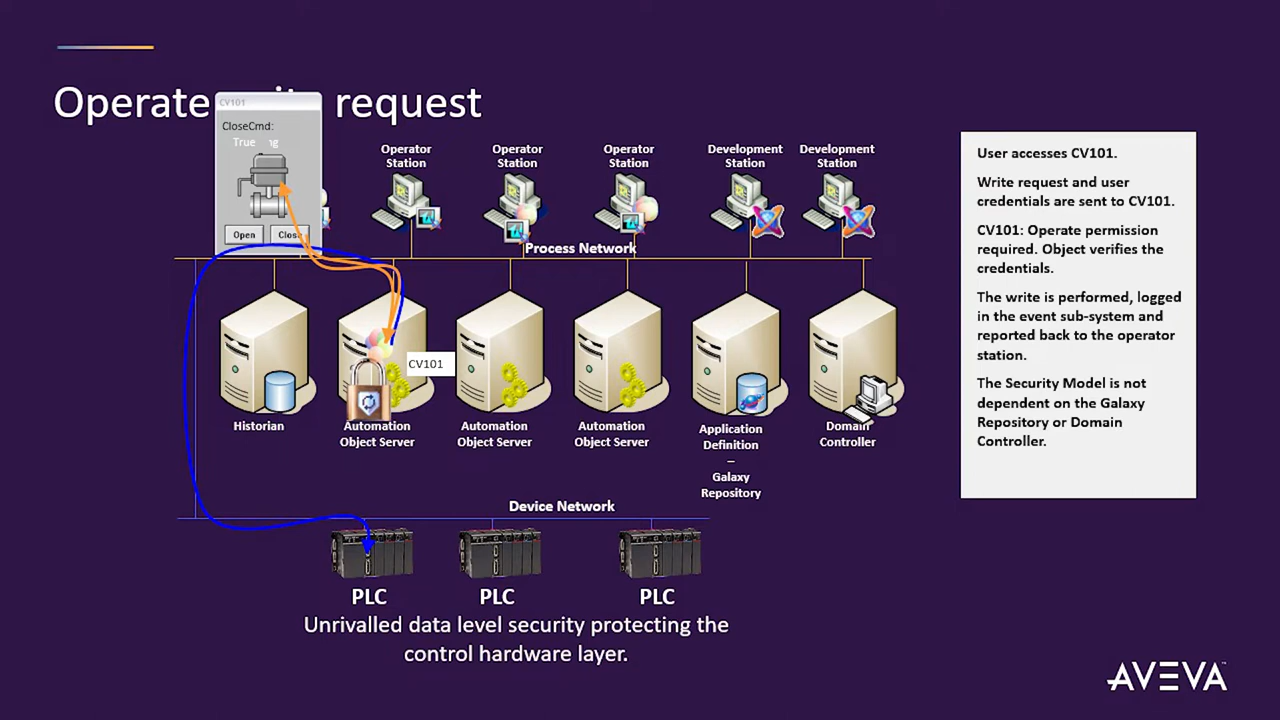 Operate request
CV101
CloseCmd:
True
Open
Close
Operator
Station
Operator
Station
Operator
Station
Development
Station
Development
Station
Process Network
CV101
Historian
Automation
Object Server
Automation
Object Server
Automation
Object Server
Application
Definition
–
Galaxy
Repository
Domain
Controller
Device Network
PLC
PLC
PLC
Unrivalled data level security protecting the
control hardware layer.
User accesses CV101.
Write request and user
credentials are sent to CV101.
CV101: Operate permission
required. Object verifies the
credentials.
The write is performed, logged
in the event sub-system and
reported back to the operator
station.
The Security Model is not
dependent on the Galaxy
Repository or Domain
Controller.
AVEVA